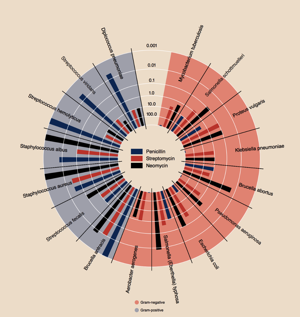 0.001
0.01
0.1
1.0
10.0
100.0
Mycobacterium tuberculosis
Salmonella schottmuelleri
Proteus vulgaris
Klebsiella pneumoniae
Brucella abortus
Pseudomonas aeruginosa
Escherichia coli
Salmonella (Eberthella) typhosa
Aerobacter aerogenes
Brucella antracis
Streptococcus fecalis
Staphylococcus aureus
Staphylococcus albus
Streptococcus hemolyticus
Streptococcus viridans
Diplococcus pneumoniae
Penicilin
Streptomycin
Neomycin
Gram-negative
Gram-positive